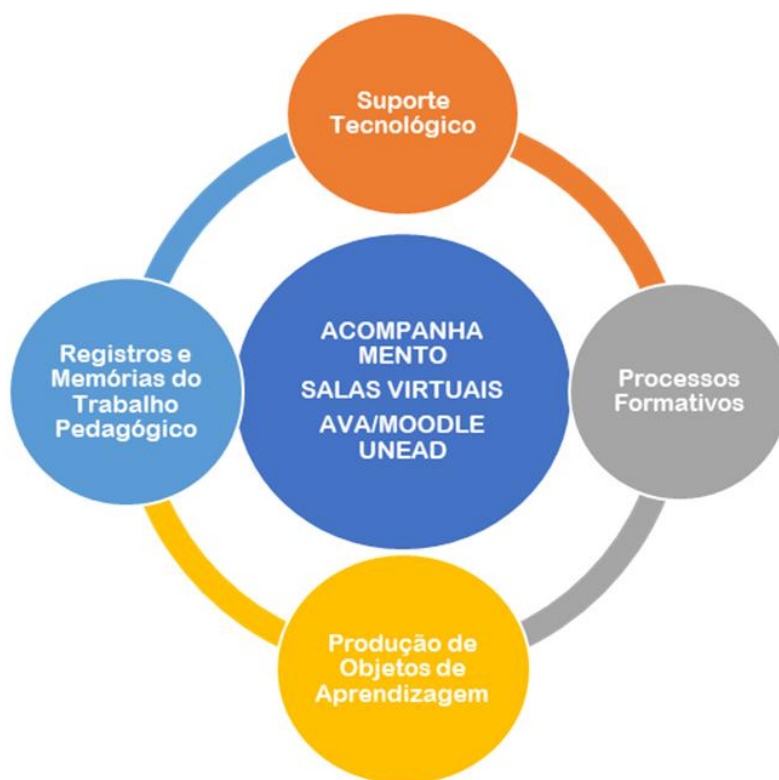 Suporte
Tecnológico
Registros e
Memórias do
Trabalho
Pedagógico
ACOMPANHA
MENTO
SALAS VIRTUAIS
AVA/MOODLE
UNEAD
Processos
Formativos
Produção de
Objetos de
Aprendizagem